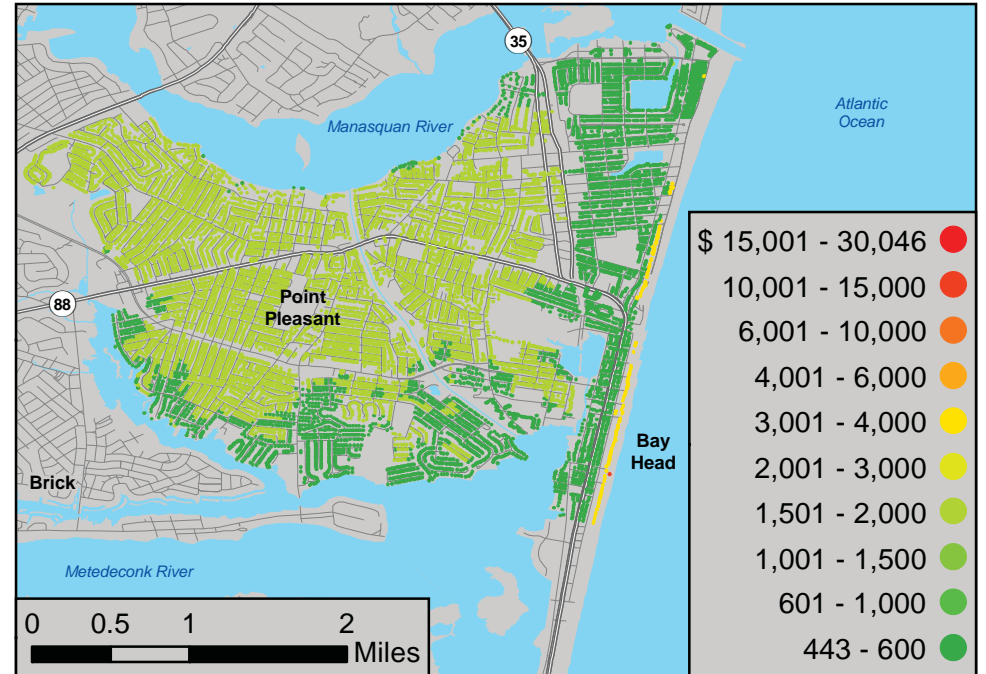 35
Atlantic
Ocean
Manasquan River
$ 15,001 - 30,046
10,001 - 15,000
6,001 - 10,000
4,001 - 6,000
3,001 - 4,000
2,001 - 3,000
1,501 - 2,000
1,001 - 1,500
601 - 1,000
443 - 600
88
Point
Pleasant
Bay
Head
Brick
Metedeconk River
0 0.5 1 2
Miles